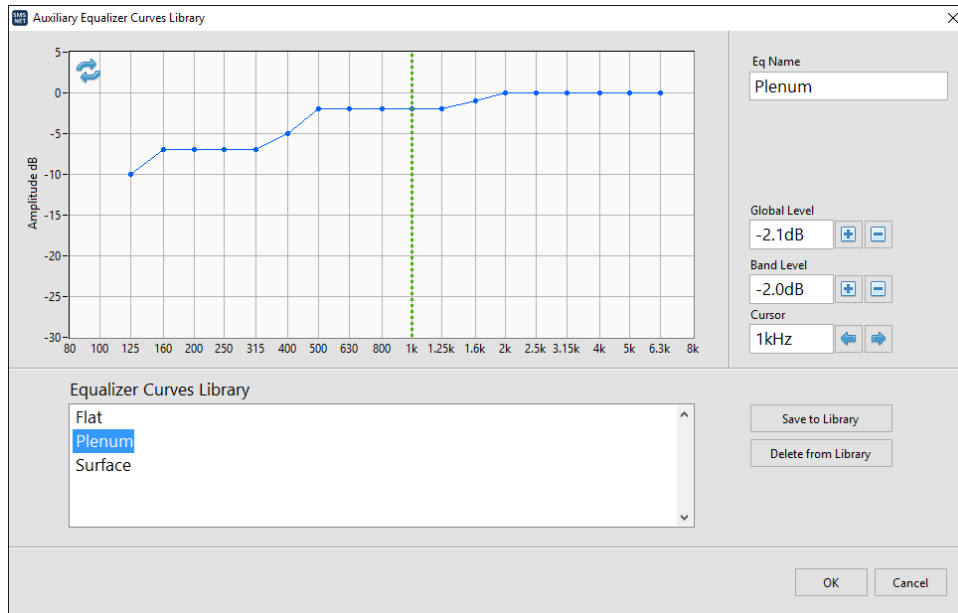 SMS
NET
Auxiliary Equalizer Curves Library
5
0
-5
-10
-15
-20
-25
-30
Amplitude dB
80 100 125 160 200 250 315 400 500 630 800 1k 1.25k 1.6k 2k 2.5k 3.15k 4k 5k 6.3k 8k
Eq Name
Plenum
Global Level
-2.1dB
Band Level
-2.0dB
Cursor
1kHz
Equalizer Curves Library
Flat
Plenum
Surface
Save to Library
Delete from Library
OK Cancel